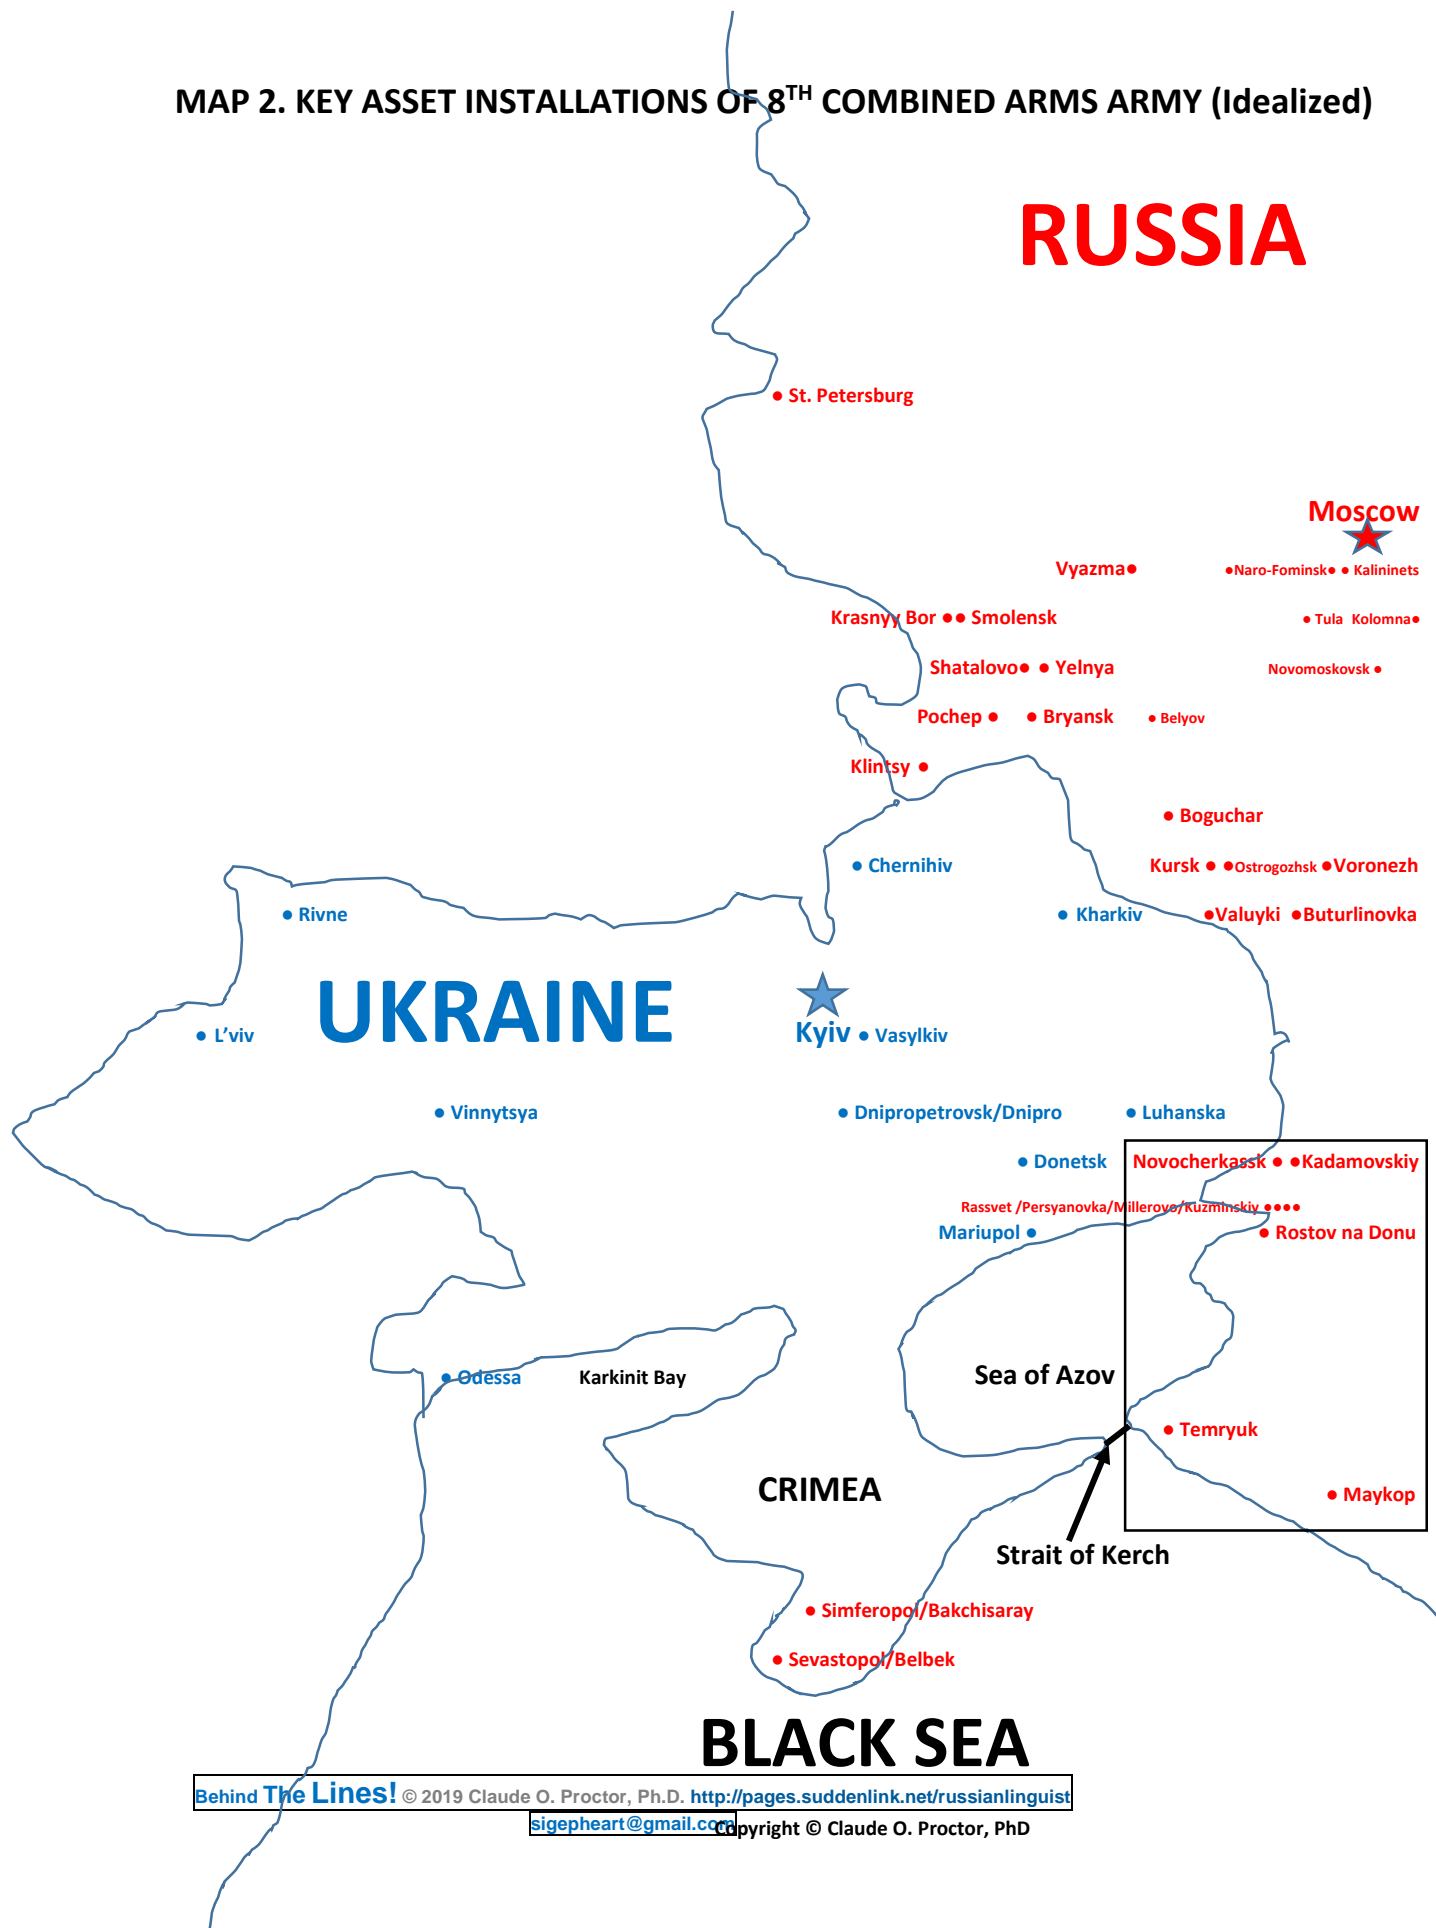 MAP 2. KEY ASSET INSTALLATIONS OF 8TH COMBINED ARMS ARMY (Idealized)
RUSSIA
● St. Petersburg
Moscow
Vyazma●
●Naro-Fominsk● ● Kalininets
Krasnyy Bor ●● Smolensk
● Tula Kolomna●
Shatalovo● ● Yelnya
Novomoskovsk ●
Pochep ● ● Bryansk
● Belyov
Klintsy ●
● Boguchar
● Chernihiv
Kursk ● ●Ostrogozhsk ●Voronezh
● Rivne
● Kharkiv
●Valuyki ●Buturlinovka
UKRAINE
● L'viv
Kyiv ● Vasylkiv
● Vinnytsya
● Dnipropetrovsk/Dnipro
● Luhanska
● Donetsk
Novocherkassk ● ●Kadamovskiy
Rassvet /Persyanovka/Millerovo/Kuzminskiy ●●●●
Mariupol ●
● Rostov na Donu
● Odessa
Karkinit Bay
Sea of Azov
● Temryuk
CRIMEA
● Maykop
Strait of Kerch
● Simferopol/Bakchisaray
● Sevastopol/Belbek
BLACK SEA
Behind The Lines! © 2019 Claude O. Proctor, Ph.D. http://pages.suddenlink.net/russianlinguist
sigepheart@gmail.com
Copyright © Claude O. Proctor, PhD